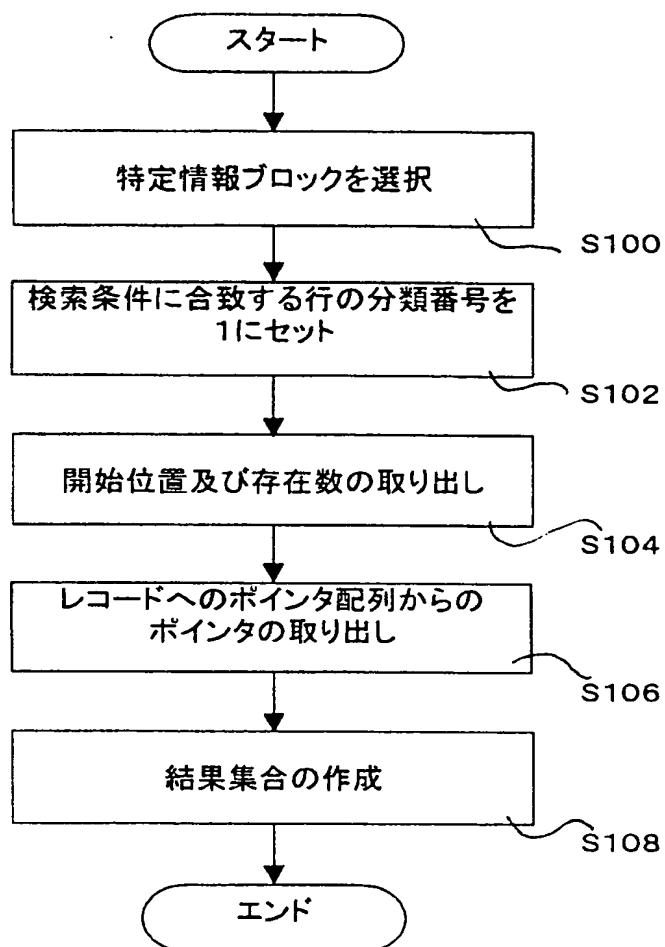 スタート
特定情報ブロックを選択
S100
検索条件に合致する行の分類番号を
1にセット
S102
開始位置及び存在数の取り出し
S104
レコードへのポインタ配列からの
ポインタの取り出し
S106
結果集合の作成
S108
エンド